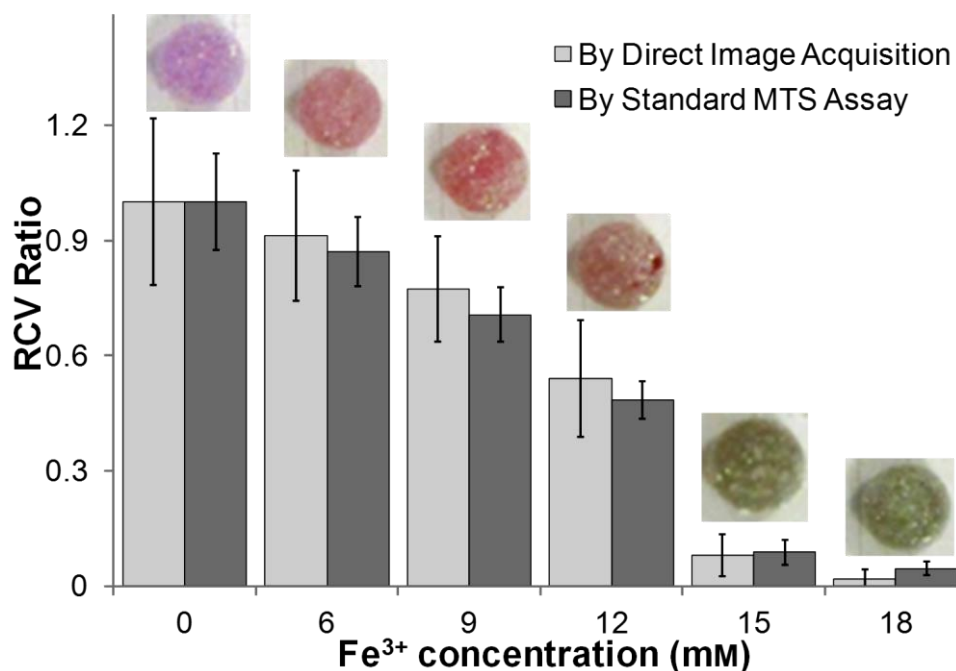 By Direct Image Acquisition
By Standard MTS Assay
1.2
0.9
0.6
0.3
0
RCV Ratio
0 6 9 12 15 18
Fe³⁺ concentration (mM)